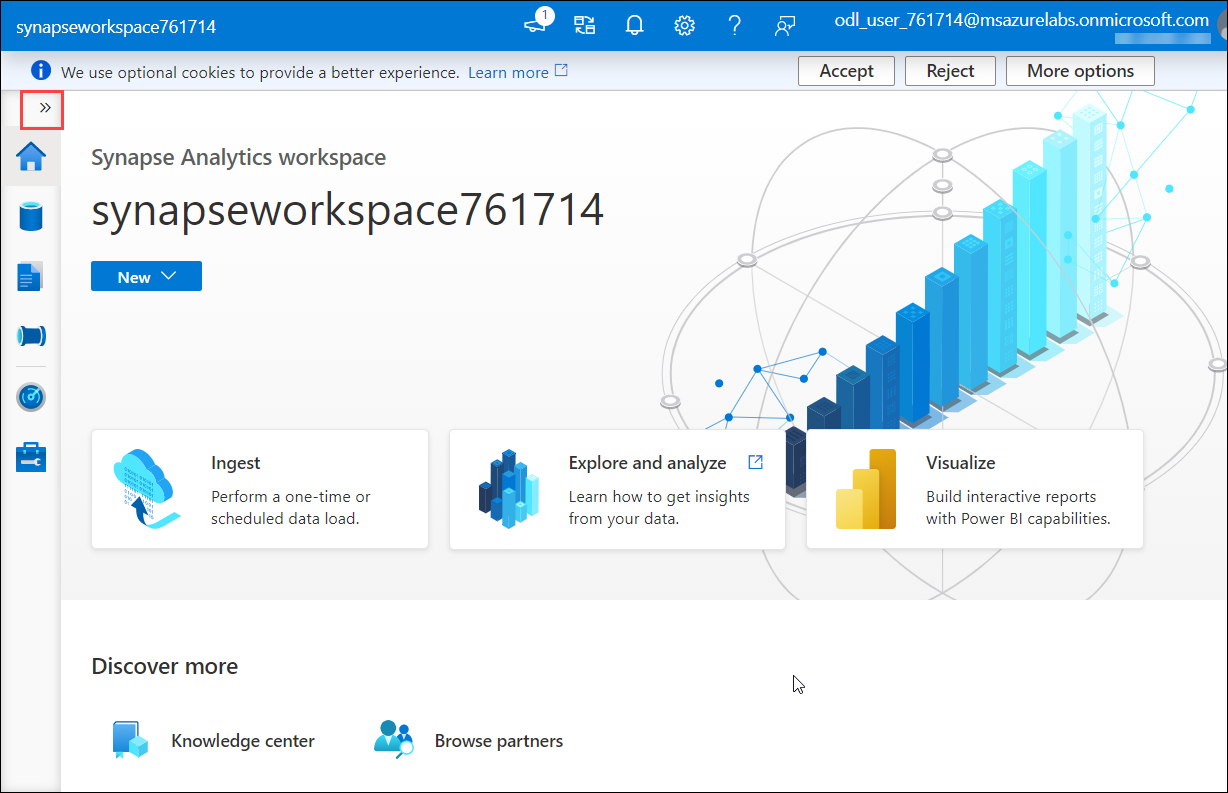 synapseworkspace761714
1
odl_user_761714@msazurelabs.onmicrosoft.com
We use optional cookies to provide a better experience. Learn more
Accept
Reject
More options
Synapse Analytics workspace
synapseworkspace761714
New
Ingest
Perform a one-time or
scheduled data load.
Explore and analyze
Learn how to get insights
from your data.
Visualize
Build interactive reports
with Power BI capabilities.
Discover more
Knowledge center
Browse partners